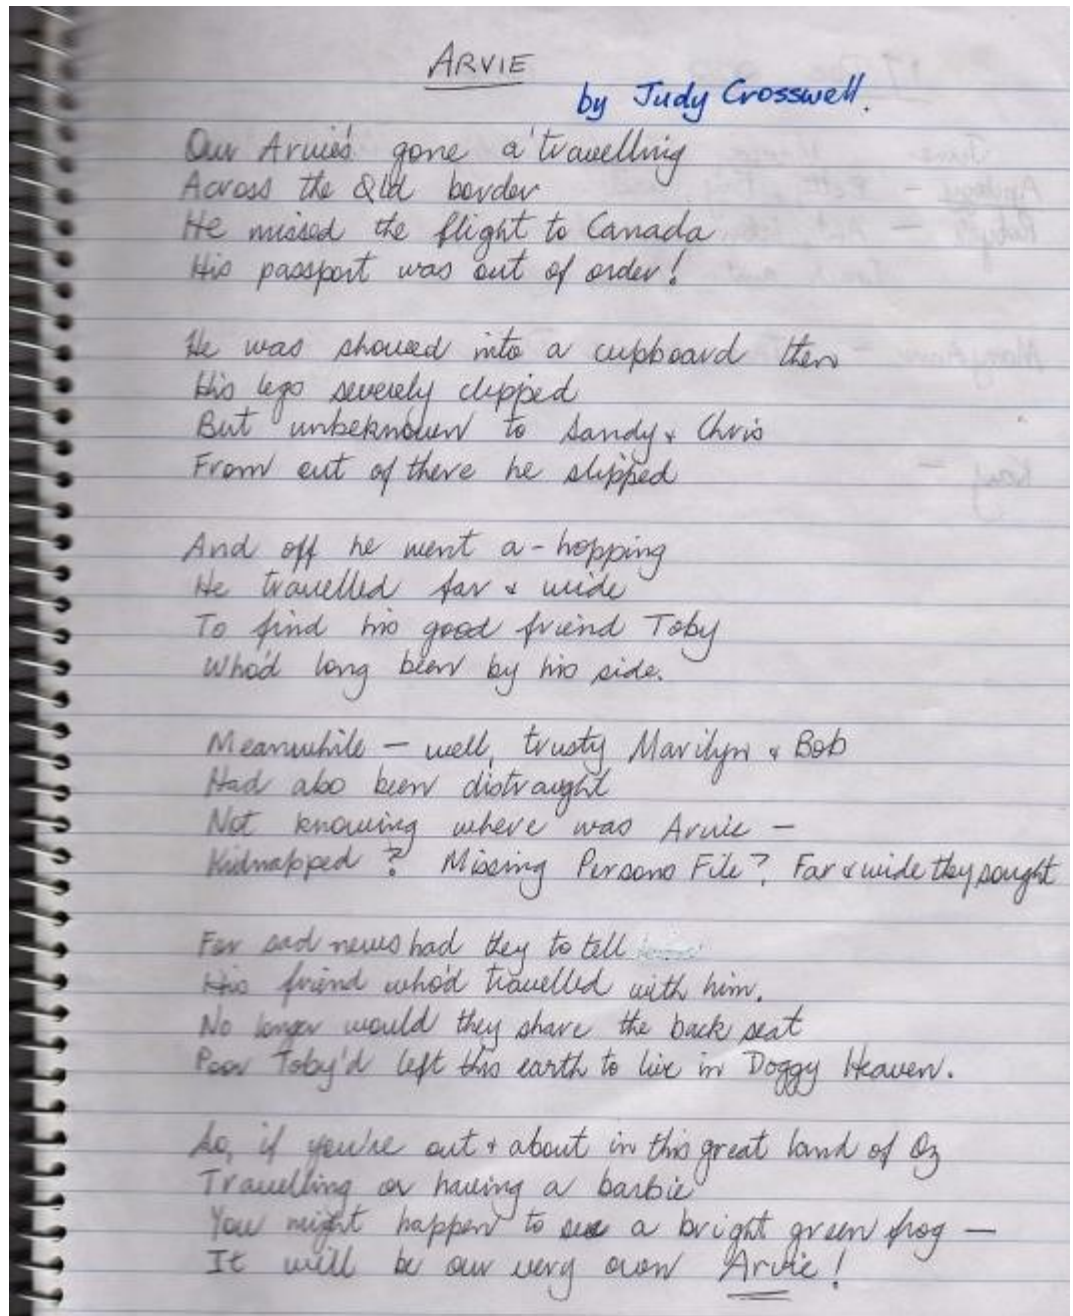 ARVIE
by Judy Crosswell.
Our Arvie's gone a'travelling
Across the Qld border
He missed the flight to Canada
His passport was out of order!
He was shoved into a cupboard then
His legs severely clipped
But unbeknown to Sandy & Chris
From out of there he slipped
And off he went a-hopping
He travelled far & wide
To find his good friend Toby
Who'd long been by his side.
Meanwhile - well, trusty Marilyn & Bob
Had also been distraught
Not knowing where was Arvie -
Kidnapped? Missing Persons File? Far & wide they sought
For sad news had they to tell
His friend who'd travelled with him.
No longer would they share the back seat
Poor Toby'd left this earth to live in Doggy Heaven.
So, if you're out & about in this great land of Oz
Travelling or having a barbie
You might happen to see a bright green frog -
It will be our very own Arvie!